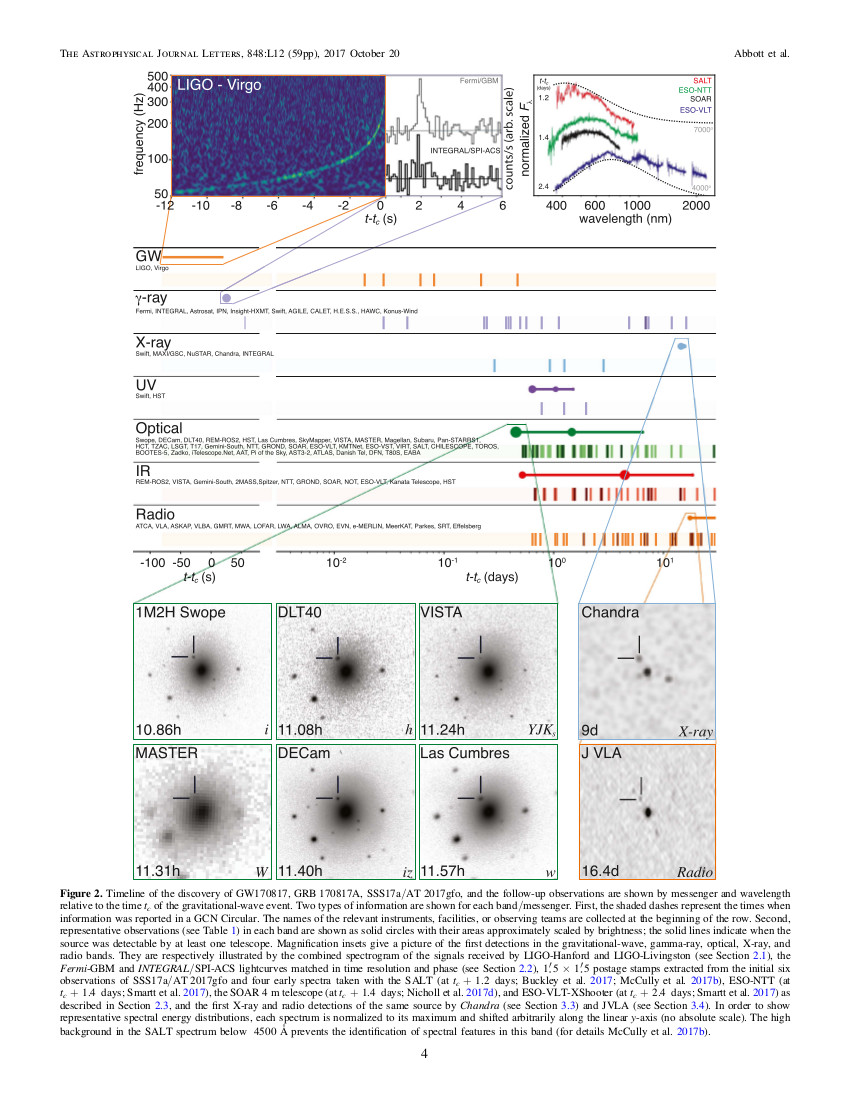 THE ASTROPHYSICAL JOURNAL LETTERS, 848:L12 (59pp), 2017 October 20
Abbott et al.
LIGO - Virgo
frequency (Hz)
500
400
300
200
100
50
-12 -10 -8 -6 -4 -2 0 2 4 6
t-tc (s)
Fermi/GBM
INTEGRAL/SPI-ACS
counts/s (arb. scale)
normalized Fλ
t-tc
(days)
1.2
1.4
2.4
SALT
ESO-NTT
SOAR
ESO-VLT
7000°
4000°
400 600 1000 2000
wavelength (nm)
GW
LIGO, Virgo
γ-ray
Fermi, INTEGRAL, Astrosat, IPN, Insight-HXMT, Swift, AGILE, CALET, H.E.S.S., HAWC, Konus-Wind
X-ray
Swift, MAXI/GSC, NuSTAR, Chandra, INTEGRAL
UV
Swift, HST
Optical
Swope, DECam, DLT40, REM-ROS2, HST, Las Cumbres, SkyMapper, VISTA, MASTER, Magellan, Subaru, Pan-STARRS1,
HCT, TZAC, LSGT, T17, Gemini-South, NTT, GROND, SOAR, ESO-VLT, KMTNet, ESO-VST, VIRT, SALT, CHILESCOPE, TOROS,
BOOTES-5, Zadko, iTelescope.Net, AAT, Pi of the Sky, AST3-2, ATLAS, Danish Tel, DFN, T80S, EABA
IR
REM-ROS2, VISTA, Gemini-South, 2MASS,Spitzer, NTT, GROND, SOAR, NOT, ESO-VLT, Kanata Telescope, HST
Radio
ATCA, VLA, ASKAP, VLBA, GMRT, MWA, LOFAR, LWA, ALMA, OVRO, EVN, e-MERLIN, MeerKAT, Parkes, SRT, Effelsberg
-100 -50 0 50 10⁻² 10⁻¹ 10⁰ 10¹
t-tc (s)
t-tc (days)
1M2H Swope
10.86h
i
DLT40
11.08h
h
VISTA
11.24h
YJKs
Chandra
9d
X-ray
MASTER
11.31h
W
DECam
11.40h
iz
Las Cumbres
11.57h
w
J VLA
16.4d
Radio
Figure 2. Timeline of the discovery of GW170817, GRB 170817A, SSS17a/AT 2017gfo, and the follow-up observations are shown by messenger and wavelength
relative to the time tc of the gravitational-wave event. Two types of information are shown for each band/messenger. First, the shaded dashes represent the times when
information was reported in a GCN Circular. The names of the relevant instruments, facilities, or observing teams are collected at the beginning of the row. Second,
representative observations (see Table 1) in each band are shown as solid circles with their areas approximately scaled by brightness; the solid lines indicate when the
source was detectable by at least one telescope. Magnification insets give a picture of the first detections in the gravitational-wave, gamma-ray, optical, X-ray, and
radio bands. They are respectively illustrated by the combined spectrogram of the signals received by LIGO-Hanford and LIGO-Livingston (see Section 2.1), the
Fermi-GBM and INTEGRAL/SPI-ACS lightcurves matched in time resolution and phase (see Section 2.2), 1′.5 × 1′.5 postage stamps extracted from the initial six
observations of SSS17a/AT 2017gfo and four early spectra taken with the SALT (at tc + 1.2 days; Buckley et al. 2017; McCully et al. 2017b), ESO-NTT (at
tc + 1.4 days; Smartt et al. 2017), the SOAR 4 m telescope (at tc + 1.4 days; Nicholl et al. 2017d), and ESO-VLT-XShooter (at tc + 2.4 days; Smartt et al. 2017) as
described in Section 2.3, and the first X-ray and radio detections of the same source by Chandra (see Section 3.3) and JVLA (see Section 3.4). In order to show
representative spectral energy distributions, each spectrum is normalized to its maximum and shifted arbitrarily along the linear y-axis (no absolute scale). The high
background in the SALT spectrum below 4500 Å prevents the identification of spectral features in this band (for details McCully et al. 2017b).
4